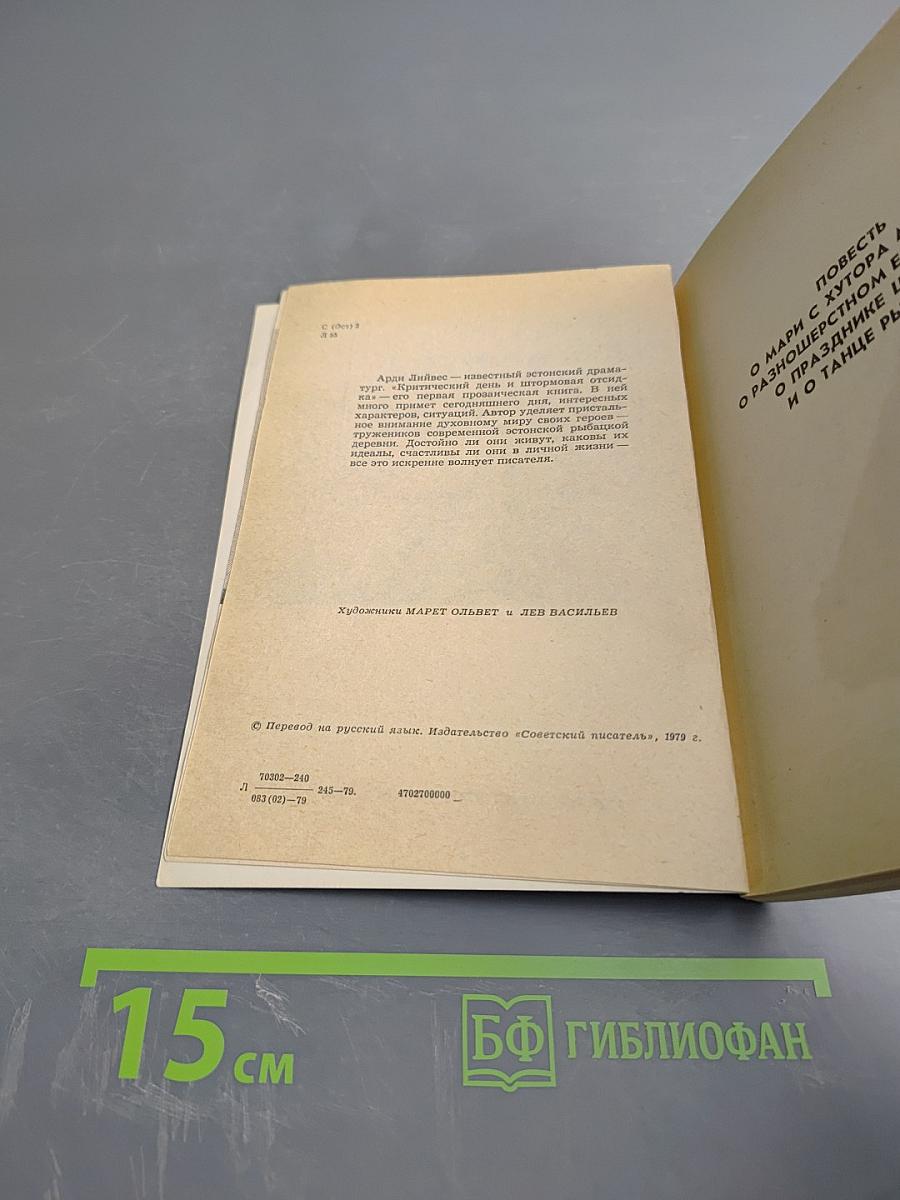 С (Эст) 2
Л 55
Арди Лийвес — известный эстонский драма-
тург. «Критический день и штормовая отсид-
ка» — его первая прозаическая книга. В ней
много примет сегодняшнего дня, интересных
характеров, ситуаций. Автор уделяет присталь-
ное внимание духовному миру своих героев —
тружеников современной эстонской рыбацкой
деревни. Достойно ли они живут, каковы их
идеалы, счастливы ли они в личной жизни —
все это искренне волнует писателя.
Художники МАРЕТ ОЛЬВЕТ и ЛЕВ ВАСИЛЬЕВ
© Перевод на русский язык. Издательство «Советский писатель», 1979 г.
Л 70302—240
083(02)—79 245—79. 4702700000
ПОВЕСТЬ
О МАРИ С ХУТОРА
О РАЗНОШЕРСТНОМ
О ПРАЗДНИКЕ
И О ТАНЦЕ
15 см
БФ ГИБЛИОФАН